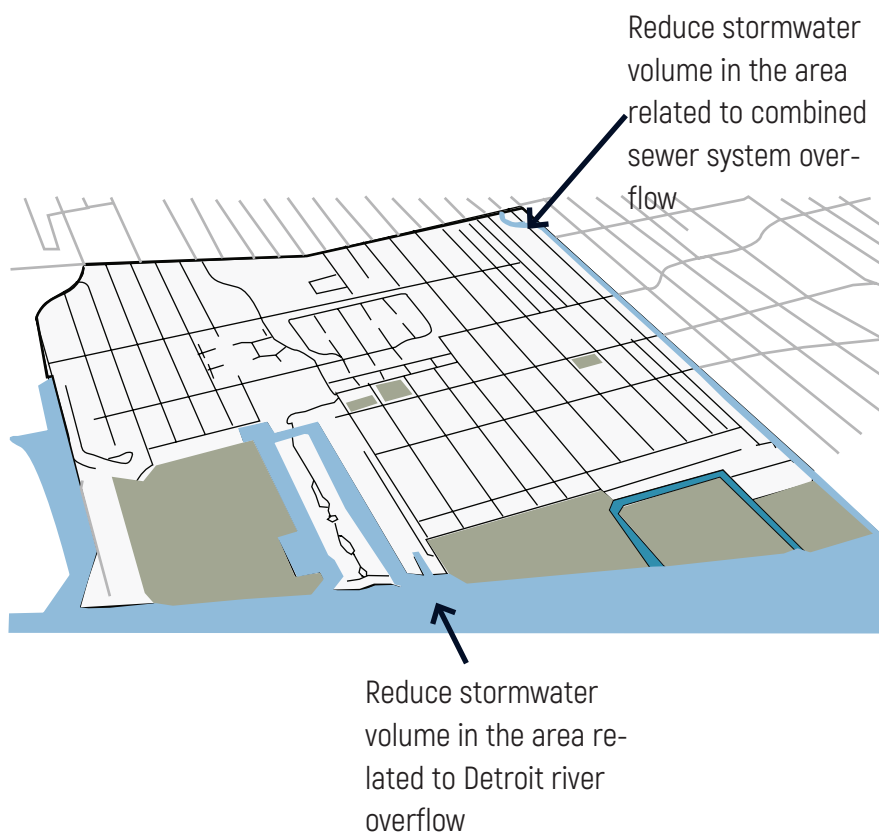 Reduce stormwater
volume in the area
related to combined
sewer system over-
flow
Reduce stormwater
volume in the area re-
lated to Detroit river
overflow